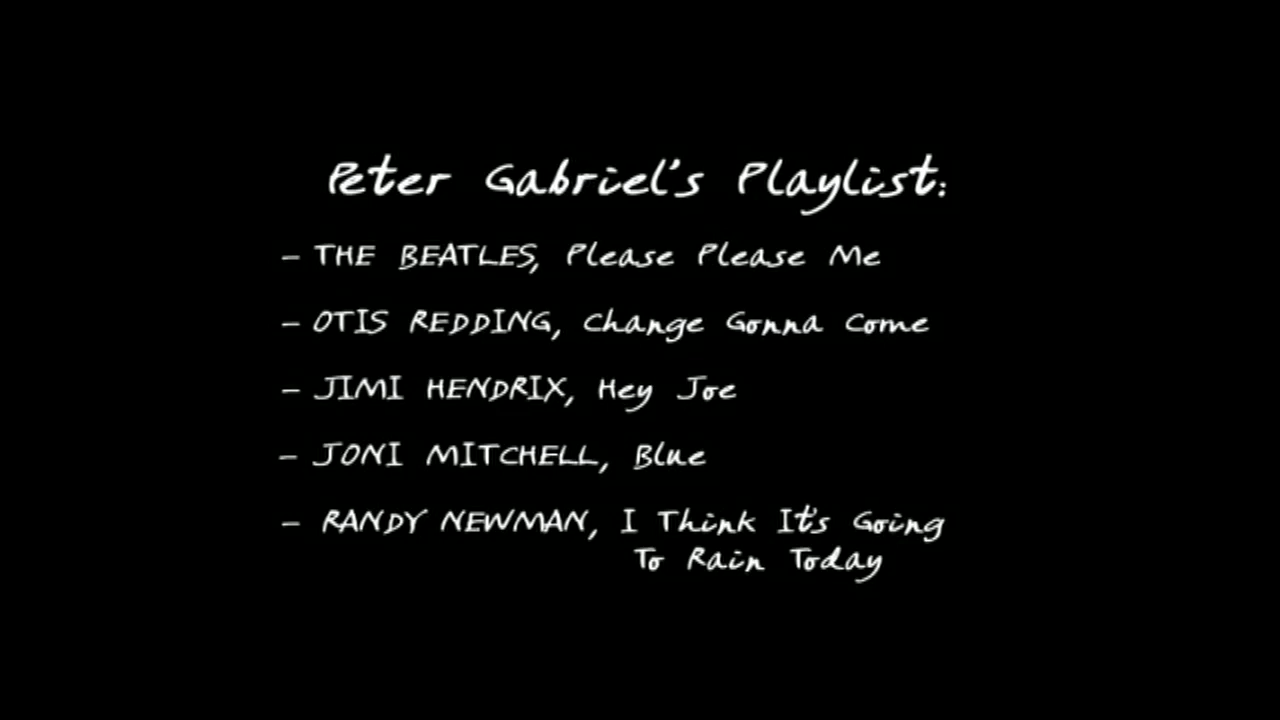 Peter Gabriel's Playlist:
- THE BEATLES, Please Please Me
- OTIS REDDING, Change Gonna Come
- JIMI HENDRIX, Hey Joe
- JONI MITCHELL, Blue
- RANDY NEWMAN, I Think It's Going
To Rain Today